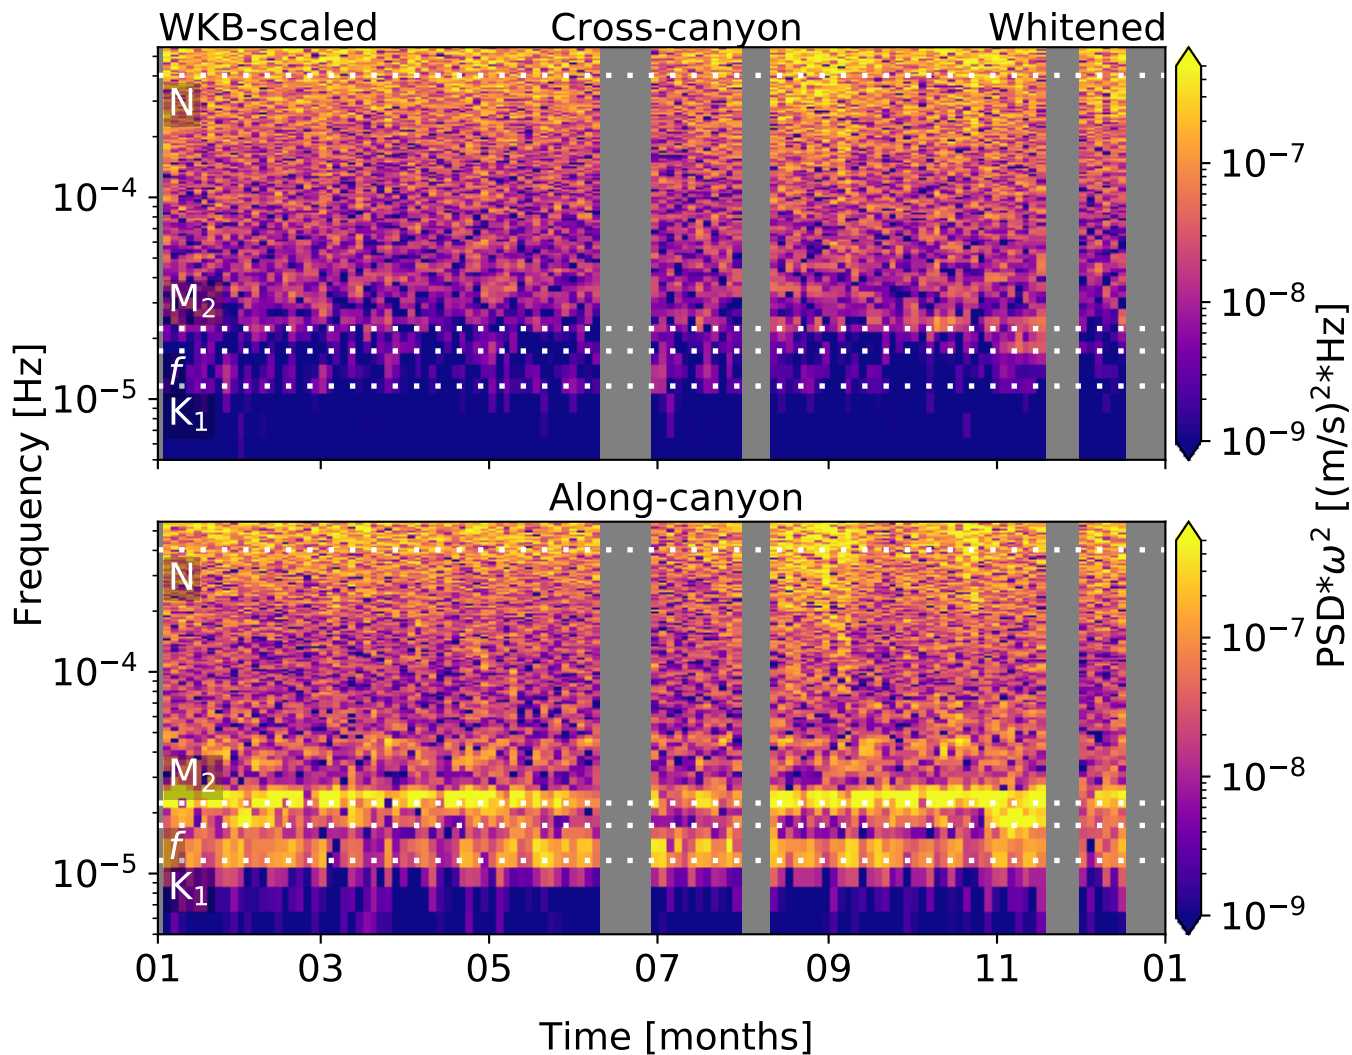 WKB-scaled Cross-canyon Whitened
N
10⁻⁴
M₂
f
10⁻⁵
K₁
10⁻⁷
10⁻⁸
10⁻⁹
Along-canyon
N
10⁻⁴
M₂
f
10⁻⁵
K₁
10⁻⁷
10⁻⁸
10⁻⁹
01 03 05 07 09 11 01
Time [months]
Frequency [Hz]
PSD*ω² [(m/s)²*Hz]